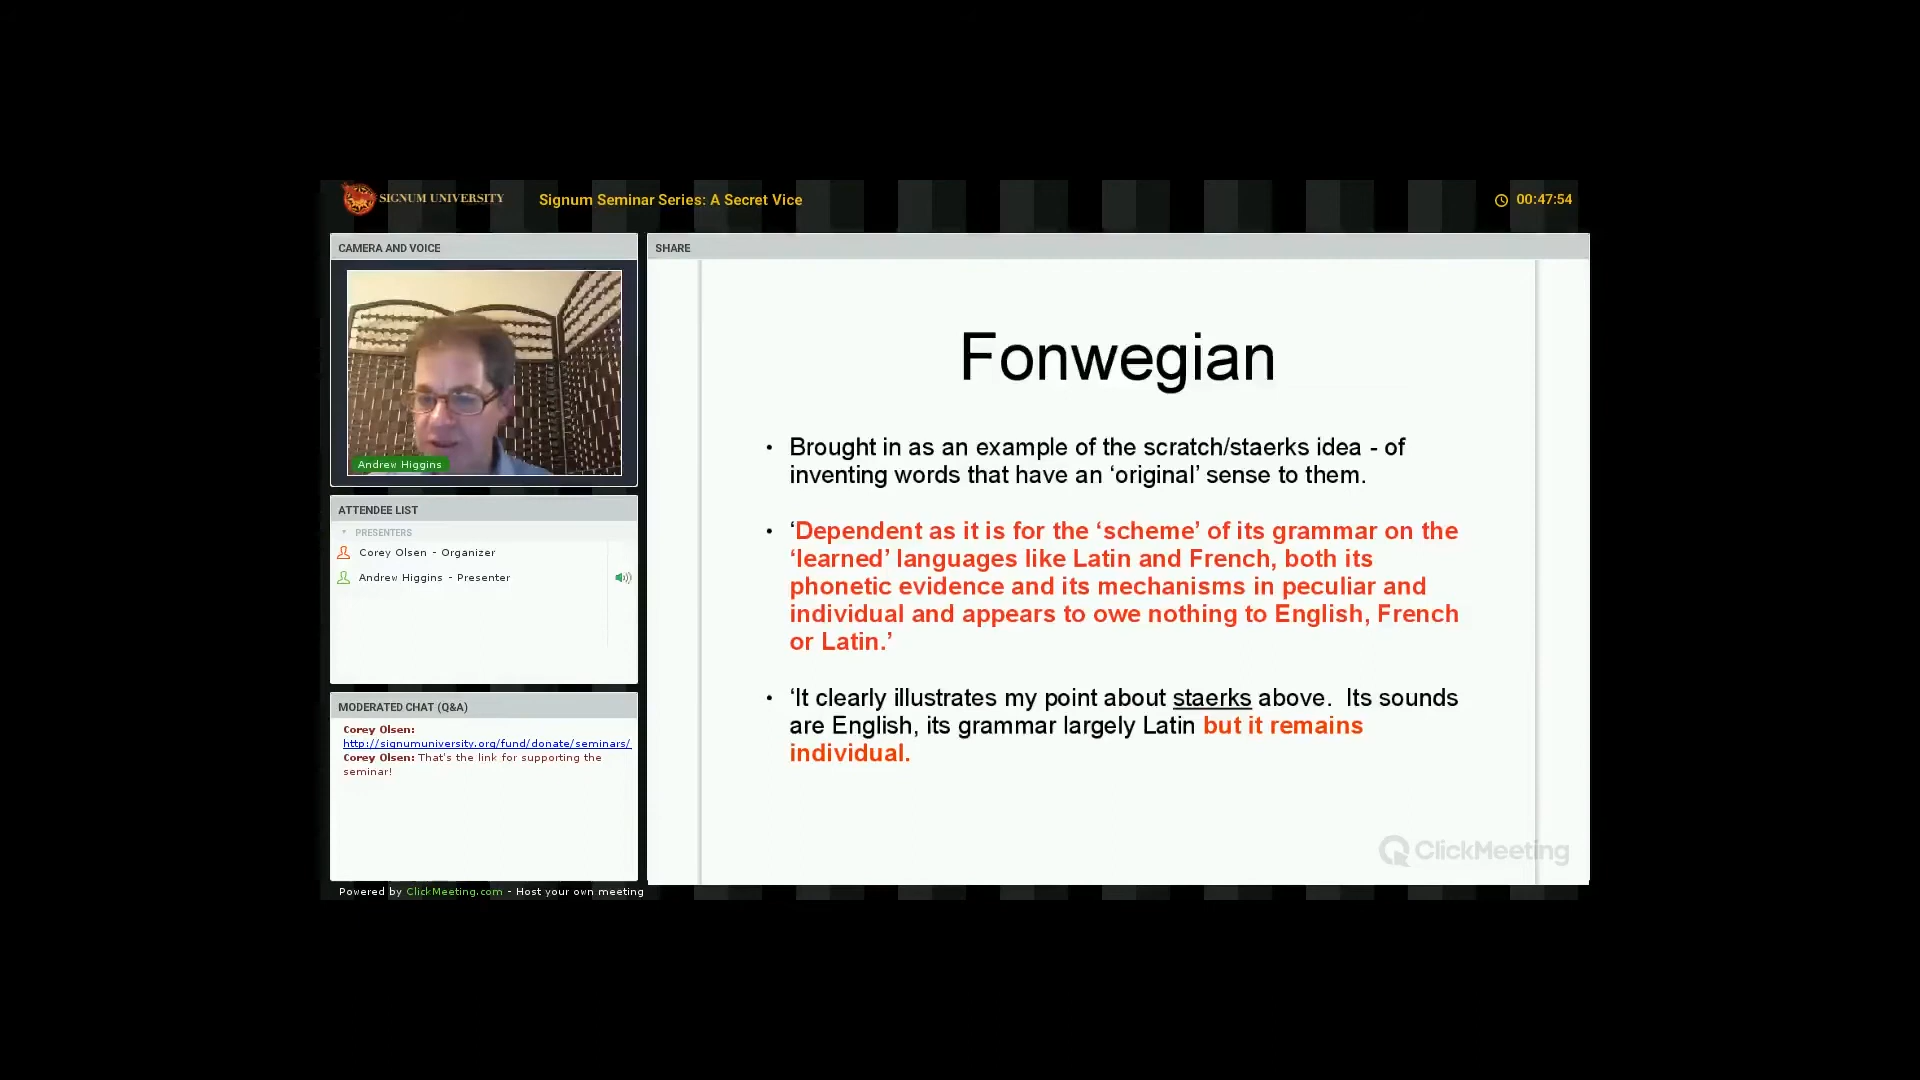 SIGNUM UNIVERSITY
Signum Seminar Series: A Secret Vice
00:47:54
CAMERA AND VOICE
Andrew Higgins
ATTENDEE LIST
PRESENTERS
Corey Olsen - Organizer
Andrew Higgins - Presenter
MODERATED CHAT (Q&A)
Corey Olsen:
http://signumuniversity.org/fund/donate/seminars/
Corey Olsen: That's the link for supporting the
seminar!
Powered by ClickMeeting.com - Host your own meeting
SHARE
Fonwegian
• Brought in as an example of the scratch/staerks idea - of
inventing words that have an ‘original’ sense to them.
• ‘Dependent as it is for the ‘scheme’ of its grammar on the
‘learned’ languages like Latin and French, both its
phonetic evidence and its mechanisms in peculiar and
individual and appears to owe nothing to English, French
or Latin.’
• ‘It clearly illustrates my point about staerks above. Its sounds
are English, its grammar largely Latin but it remains
individual.
ClickMeeting